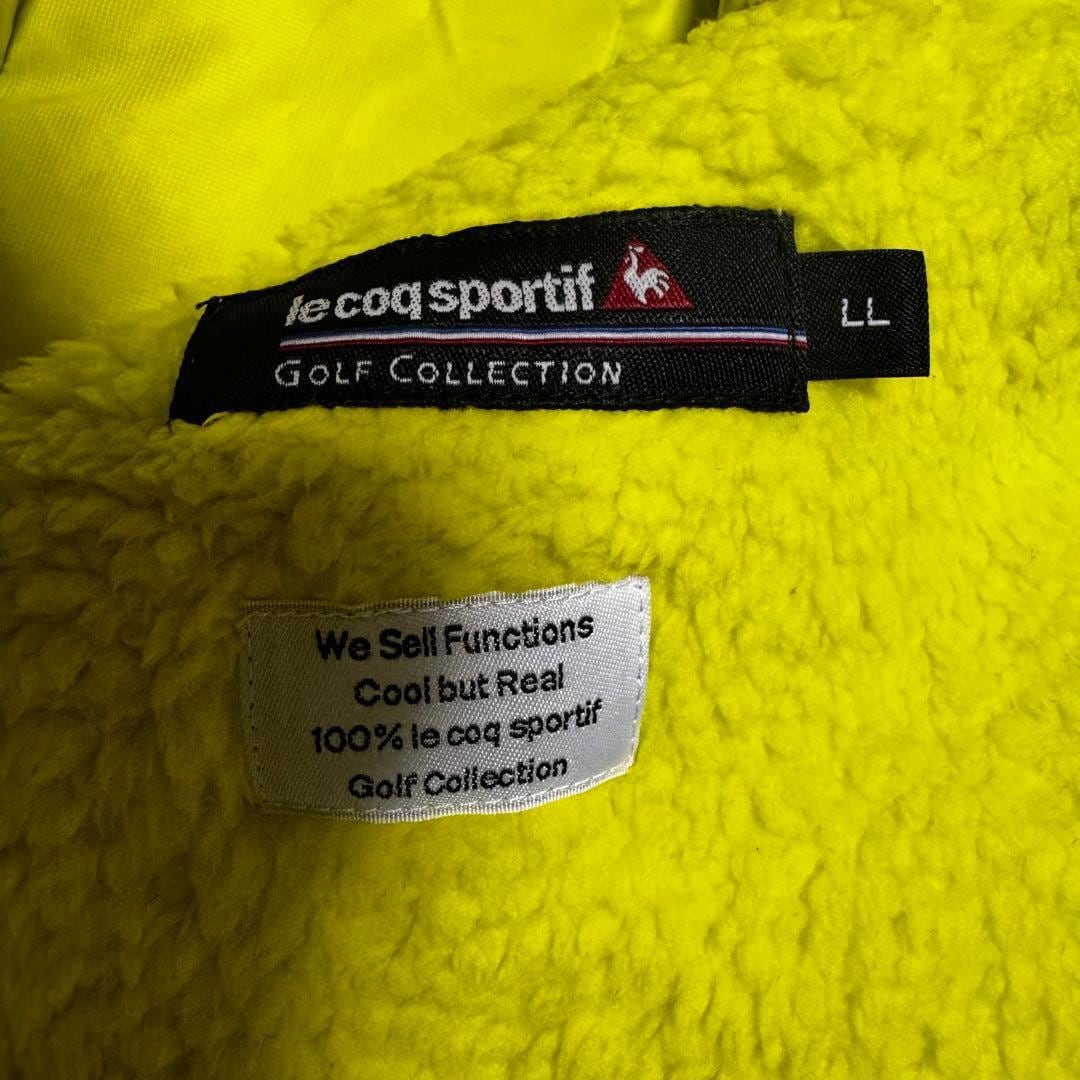 le coq sportif
GOLF COLLECTION
LL
We Sell Functions
Cool but Real
100% le coq sportif
Golf Collection